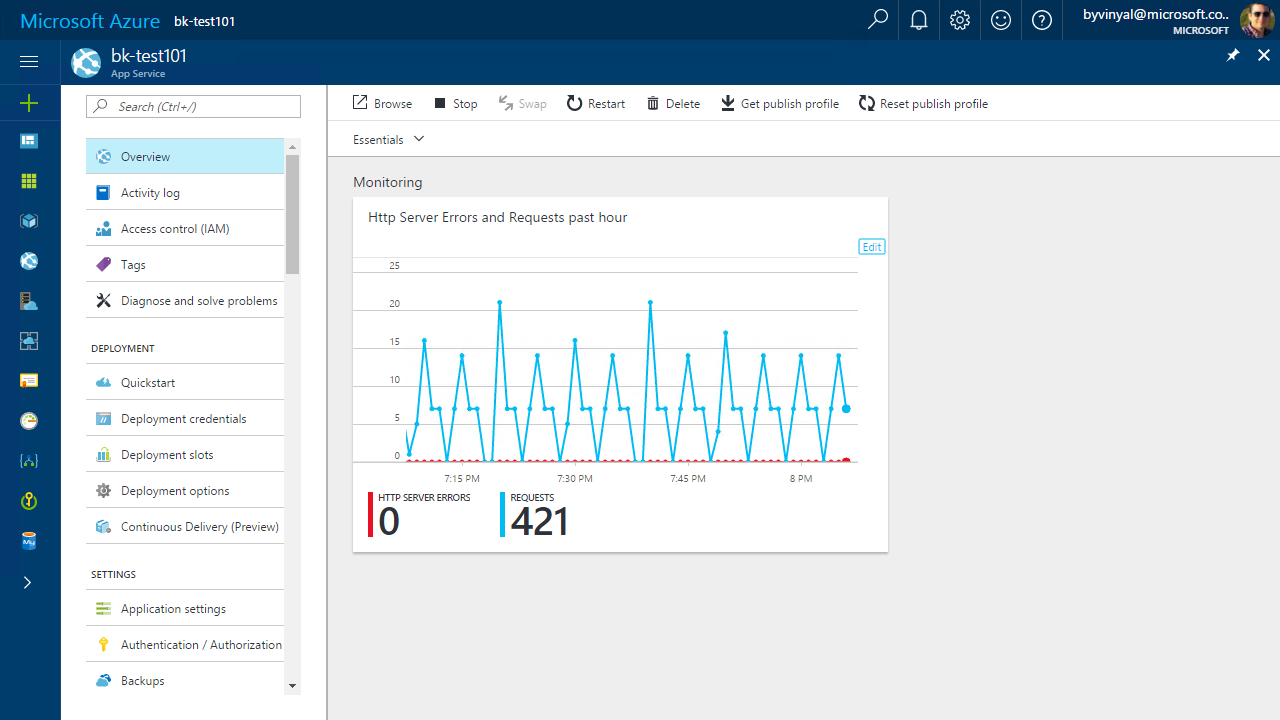 Microsoft Azure bk-test101
byvinyal@microsoft.co..
MICROSOFT
bk-test101
App Service
Search (Ctrl+/)
Overview
Activity log
Access control (IAM)
Tags
Diagnose and solve problems
DEPLOYMENT
Quickstart
Deployment credentials
Deployment slots
Deployment options
Continuous Delivery (Preview)
SETTINGS
Application settings
Authentication / Authorization
Backups
Browse Stop Swap Restart Delete Get publish profile Reset publish profile
Essentials
Monitoring
Http Server Errors and Requests past hour
Edit
25
20
15
10
5
0
7:15 PM 7:30 PM 7:45 PM 8 PM
HTTP SERVER ERRORS REQUESTS
0 421
My